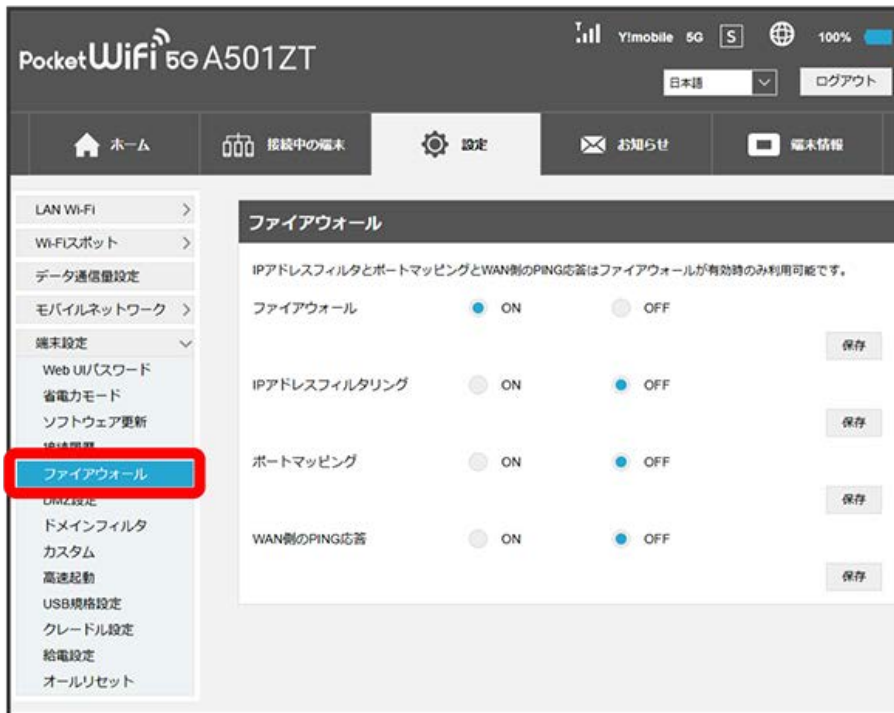 Pocket WiFi 5G A501ZT
Y!mobile 5G S 100%
日本語 ログアウト
ホーム 接続中の端末 設定 お知らせ 端末情報
LAN Wi-Fi
Wi-Fiスポット
データ通信量設定
モバイルネットワーク
端末設定
Web UIパスワード
省電力モード
ソフトウェア更新
ファイアウォール
DMZ設定
ドメインフィルタ
カスタム
高速起動
USB規格設定
クレードル設定
給電設定
オールリセット
ファイアウォール
IPアドレスフィルタとポートマッピングとWAN側のPING応答はファイアウォールが有効時のみ利用可能です。
ファイアウォール ON OFF
保存
IPアドレスフィルタリング ON OFF
保存
ポートマッピング ON OFF
保存
WAN側のPING応答 ON OFF
保存